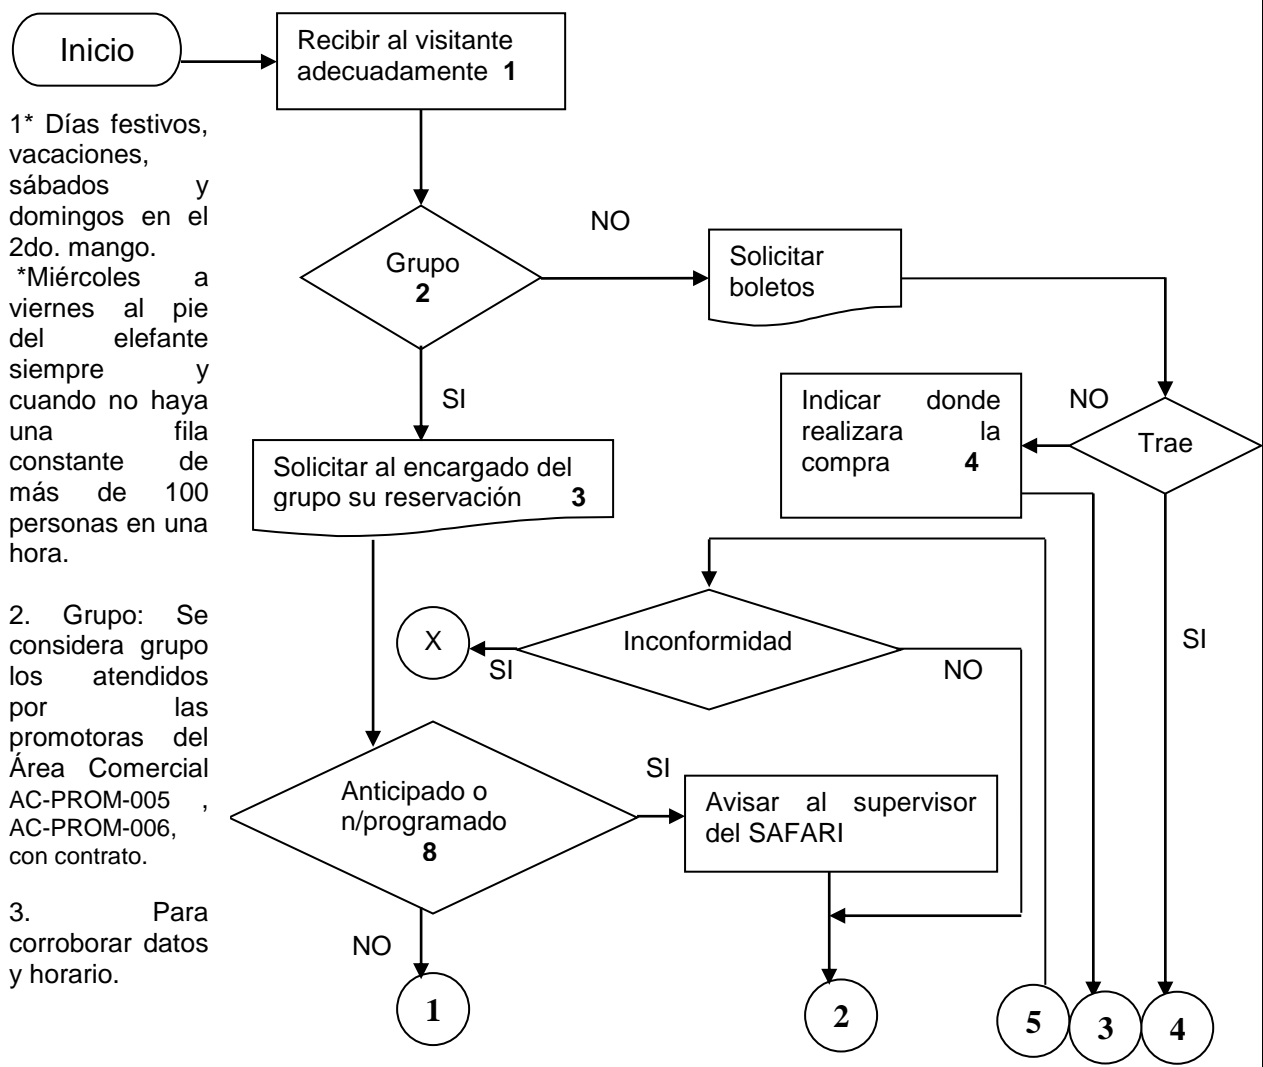 Inicio
Recibir al visitante
adecuadamente 1
1* Días festivos,
vacaciones,
sábados y
domingos en el
2do. mango.
*Miércoles a
viernes al pie
del elefante
siempre y
cuando no haya
una fila
constante de
más de 100
personas en una
hora.
2. Grupo: Se
considera grupo
los atendidos
por las
promotoras del
Área Comercial
AC-PROM-005 ,
AC-PROM-006,
con contrato.
3. Para
corroborar datos
y horario.
Grupo
2
NO
Solicitar
boletos
SI
Indicar donde
realizara la
compra 4
NO
Trae
Solicitar al encargado del
grupo su reservación 3
X
SI
Inconformidad
NO
SI
Anticipado o
n/programado
8
SI
Avisar al supervisor
del SAFARI
NO
1
2
5
3
4